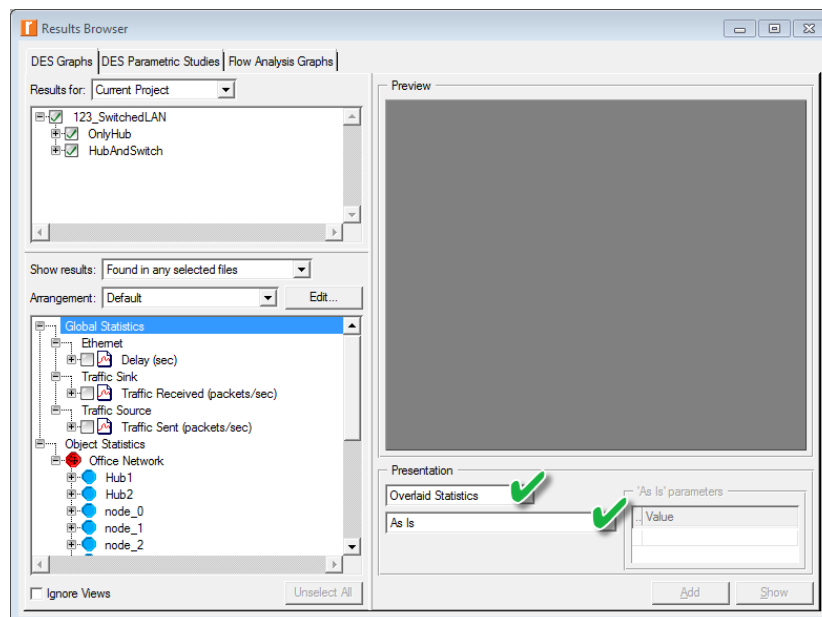 Results Browser
DES Graphs DES Parametric Studies Flow Analysis Graphs
Results for: Current Project
123_SwitchedLAN
OnlyHub
HubAndSwitch
Show results: Found in any selected files
Arrangement: Default Edit...
Global Statistics
Ethernet
Delay (sec)
Traffic Sink
Traffic Received (packets/sec)
Traffic Source
Traffic Sent (packets/sec)
Object Statistics
Office Network
Hub1
Hub2
node_0
node_1
node_2
Ignore Views Unselect All
Preview
Presentation
Overlaid Statistics
As Is
'As Is' parameters
.. Value
Add Show